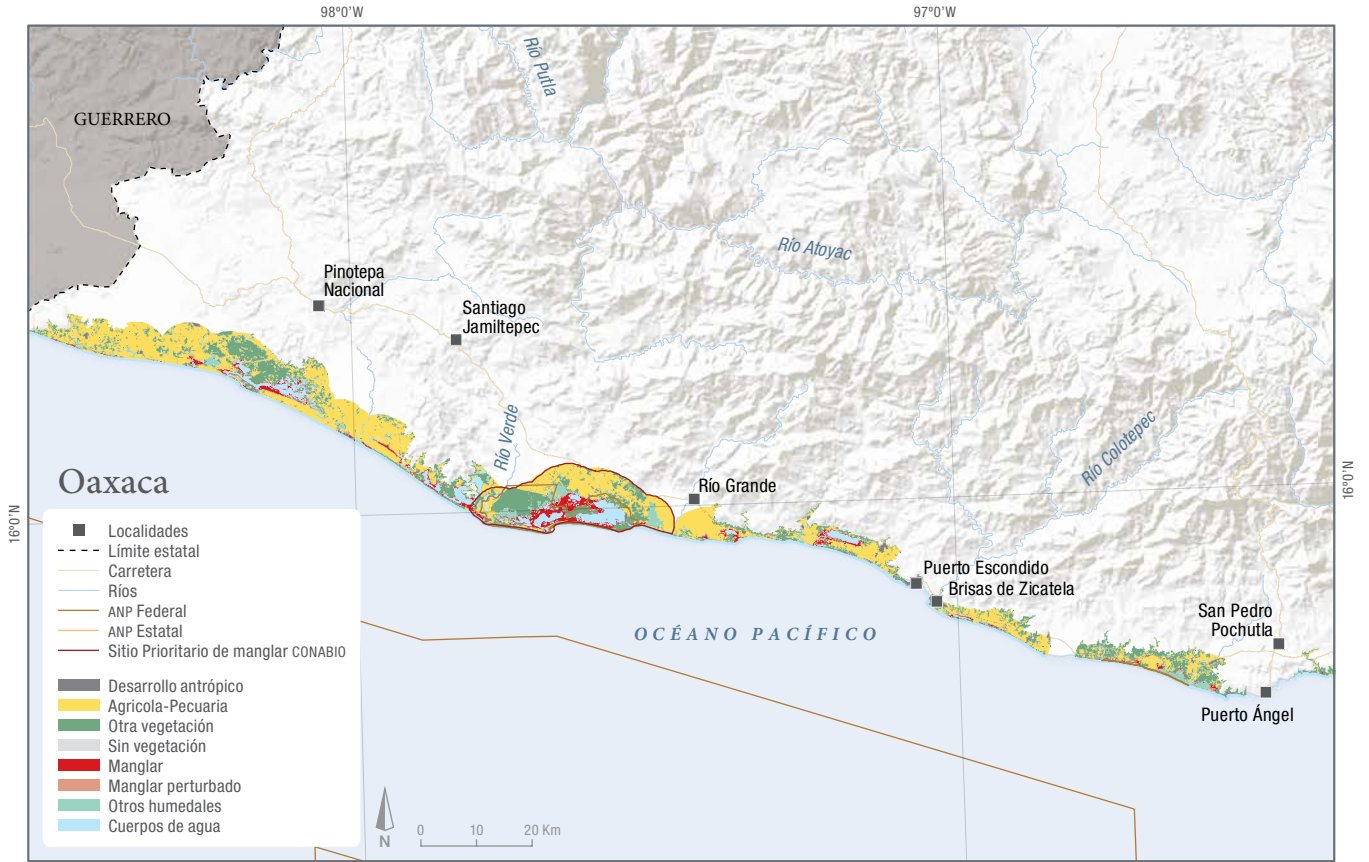 98°0'W
97°0'W
GUERRERO
Río Putla
Río Atoyac
Pinotepa
Nacional
Santiago
Jamiltepec
Río Verde
Río Grande
Río Colotepec
16°0'N
16°0'N
Puerto Escondido
Brisas de Zicatela
San Pedro
Pochutla
Puerto Ángel
OCÉANO PACÍFICO
Oaxaca
Localidades
Límite estatal
Carretera
Ríos
ANP Federal
ANP Estatal
Sitio Prioritario de manglar CONABIO
Desarrollo antrópico
Agricola-Pecuaria
Otra vegetación
Sin vegetación
Manglar
Manglar perturbado
Otros humedales
Cuerpos de agua
N
0 10 20 Km